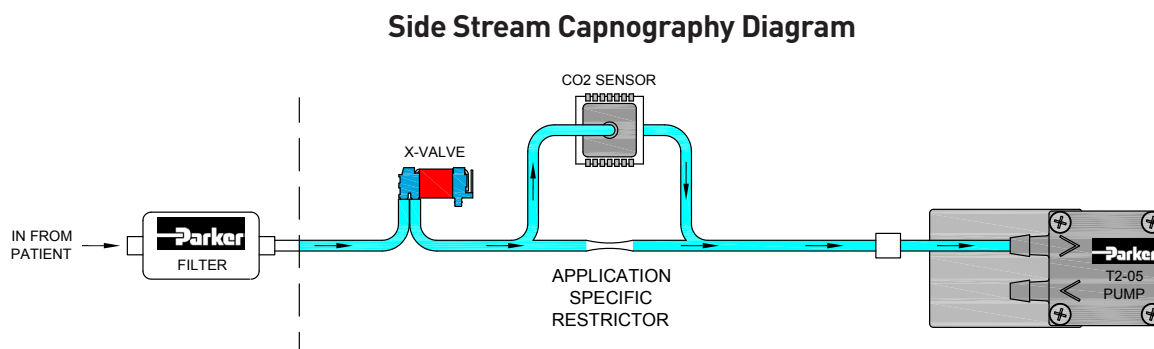 Side Stream Capnography Diagram
CO2 SENSOR
X-VALVE
IN FROM
PATIENT
Parker
FILTER
APPLICATION
SPECIFIC
RESTRICTOR
Parker
T2-05
PUMP